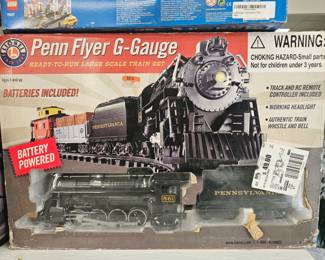 LIONEL
Penn Flyer G-Gauge
READY-TO-RUN LARGE SCALE TRAIN SET
WARNING:
CHOKING HAZARD-Small parts
Not for children under 3 years.
BATTERIES INCLUDED!
PENNSYLVANIA
• TRACK AND RC REMOTE
CONTROLLER INCLUDED
• WORKING HEADLIGHT
• AUTHENTIC TRAIN
WHISTLE AND BELL
BATTERY
POWERED
PENNSYLVANIA